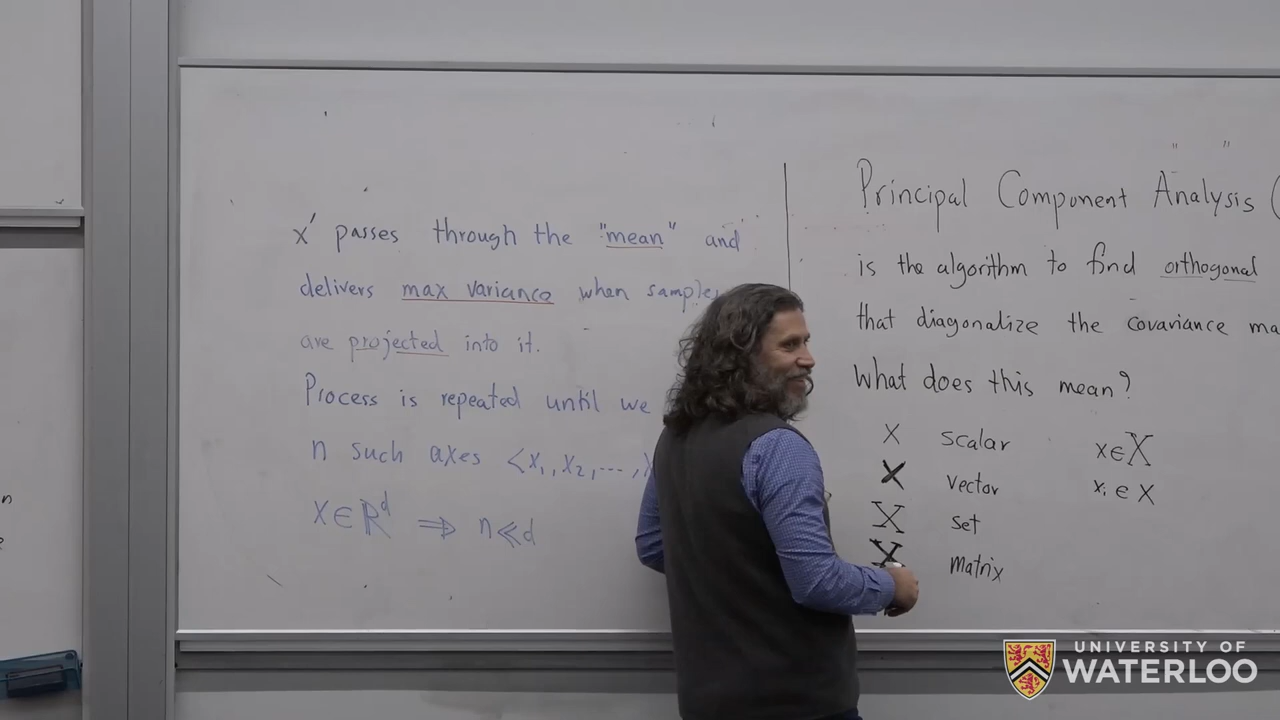 x' passes through the "mean" and
delivers max variance when sample
are projected into it.
Process is repeated until we
n such axes <x₁, x₂, ...,
x ∈ ℝᵈ ⇒ n ≪ d
Principal Component Analysis (
is the algorithm to find orthogonal
that diagonalize the covariance ma
What does this mean?
x scalar x ∈ X
x vector xᵢ ∈ X
X set
X matrix
n
UNIVERSITY OF
WATERLOO